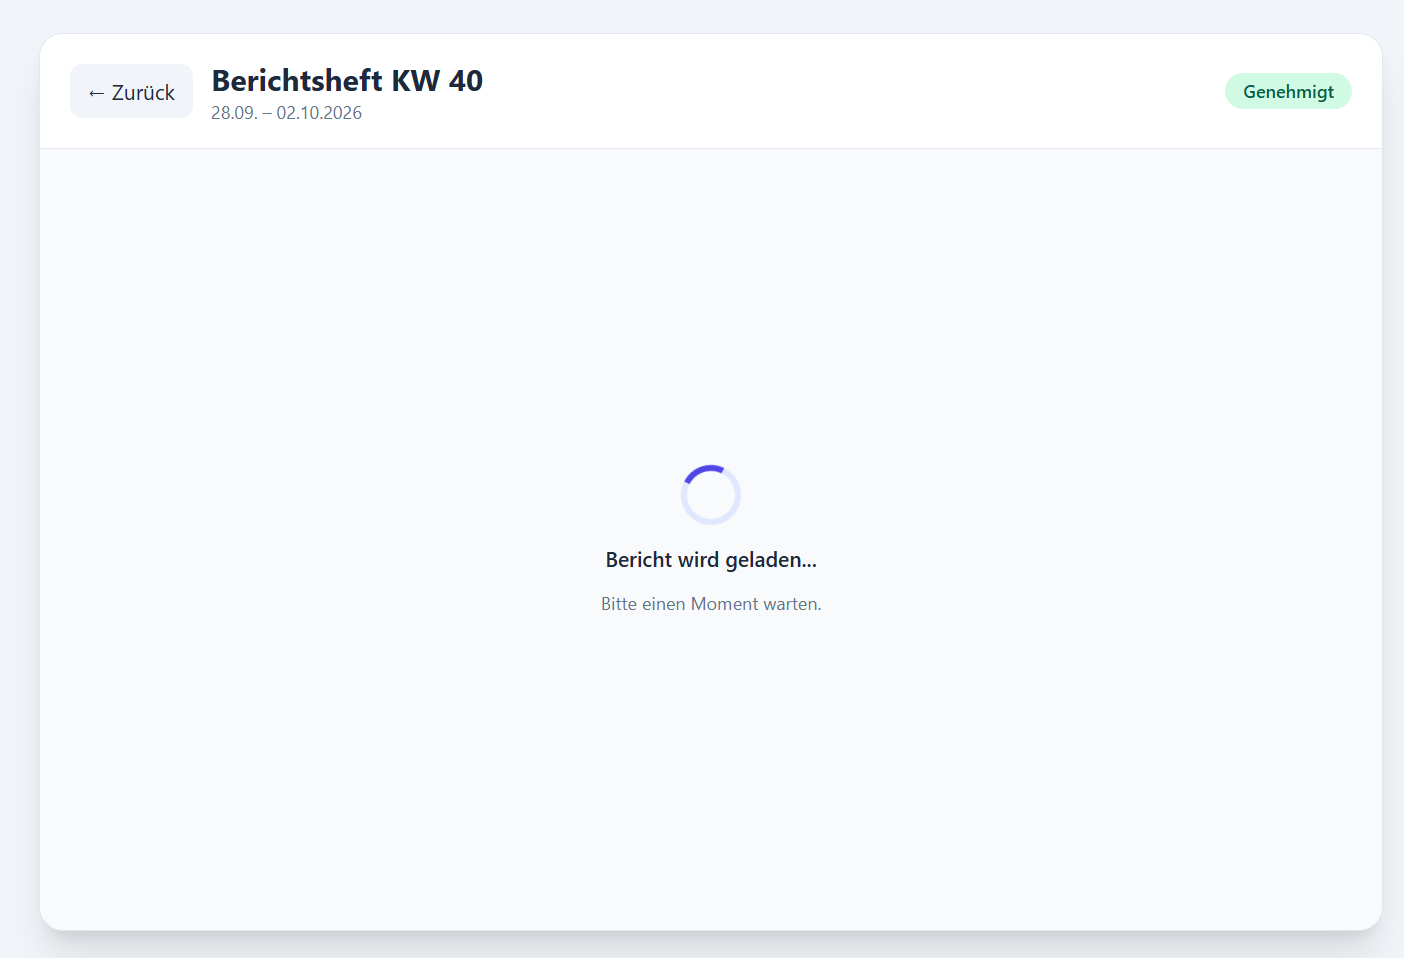 ← Zurück
Berichtsheft KW 40
28.09. – 02.10.2026
Genehmigt
Bericht wird geladen...
Bitte einen Moment warten.